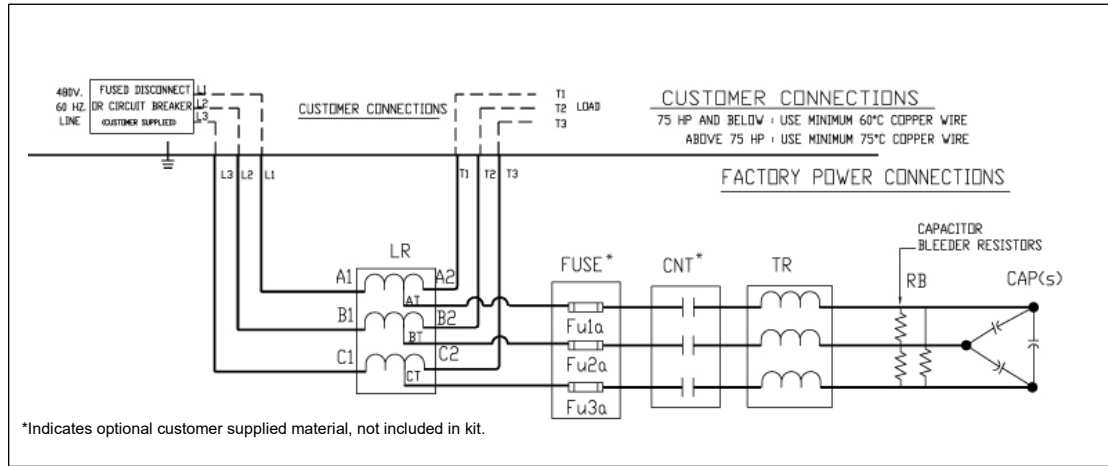 480V.
60 HZ.
LINE
FUSED DISCONNECT
OR CIRCUIT BREAKER
(CUSTOMER SUPPLIED)
L1
L2
L3
CUSTOMER CONNECTIONS
T1
T2 LOAD
T3
CUSTOMER CONNECTIONS
75 HP AND BELOW : USE MINIMUM 60°C COPPER WIRE
ABOVE 75 HP : USE MINIMUM 75°C COPPER WIRE
L3 L2 L1
T1 T2 T3
FACTORY POWER CONNECTIONS
LR
A1 A2
AT
B1 B2
BT
C1 C2
CT
FUSE*
Fu1a
Fu2a
Fu3a
CNT*
TR
CAPACITOR
BLEEDER RESISTORS
RB
CAP(s)
*Indicates optional customer supplied material, not included in kit.